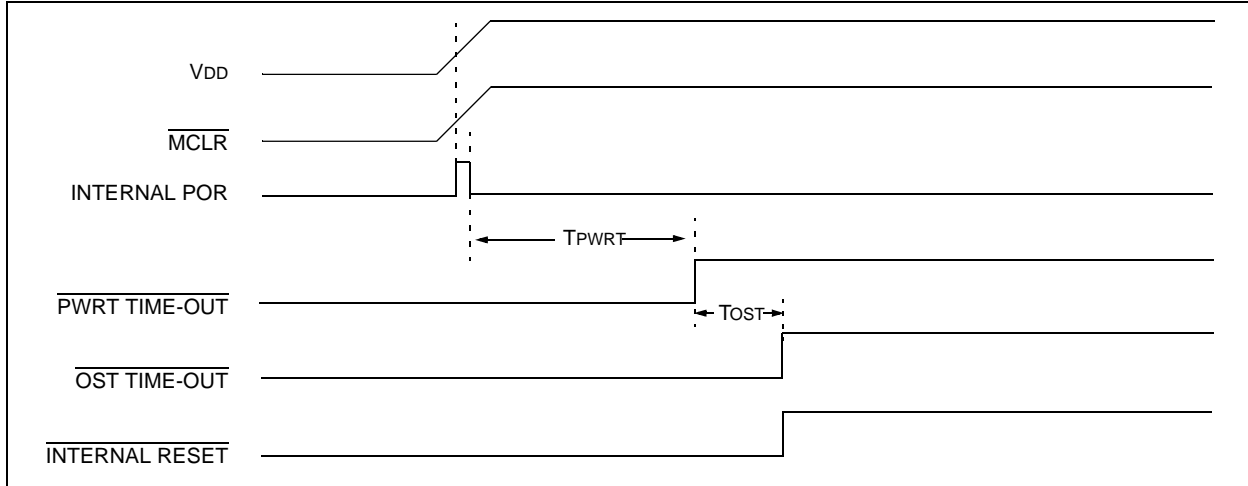 VDD
MCLR
INTERNAL POR
TPWRT
PWRT TIME-OUT
TOST
OST TIME-OUT
INTERNAL RESET